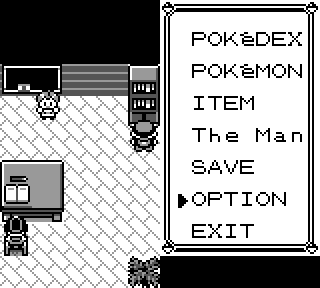 POKéDEX
POKéMON
ITEM
The Man
SAVE
▶OPTION
EXIT